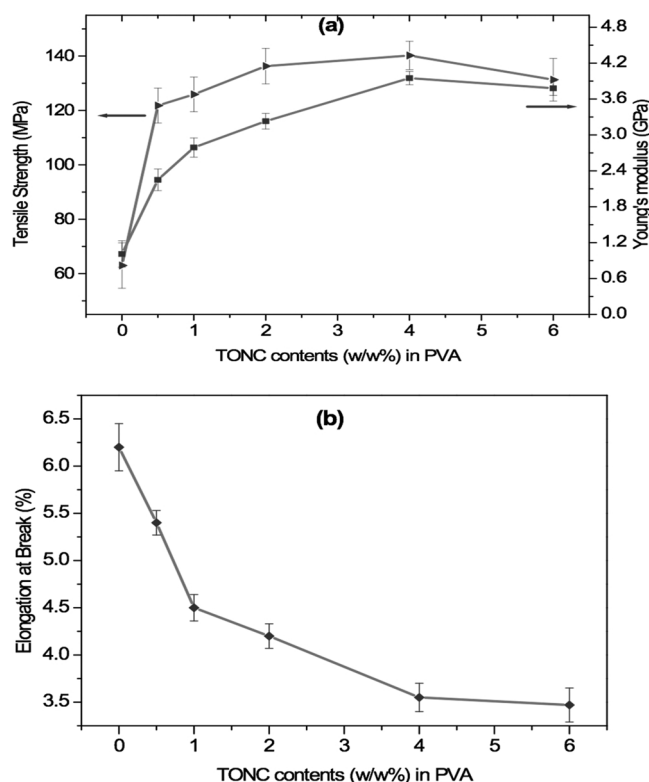 (a)
Tensile Strength (MPa)
140
120
100
80
60
4.8
4.2
3.6
3.0
2.4
1.8
1.2
0.6
0.0
Young's modulus (GPa)
0 1 2 3 4 5 6
TONC contents (w/w%) in PVA
(b)
Elongation at Break (%)
6.5
6.0
5.5
5.0
4.5
4.0
3.5
0 1 2 3 4 5 6
TONC contents (w/w%) in PVA